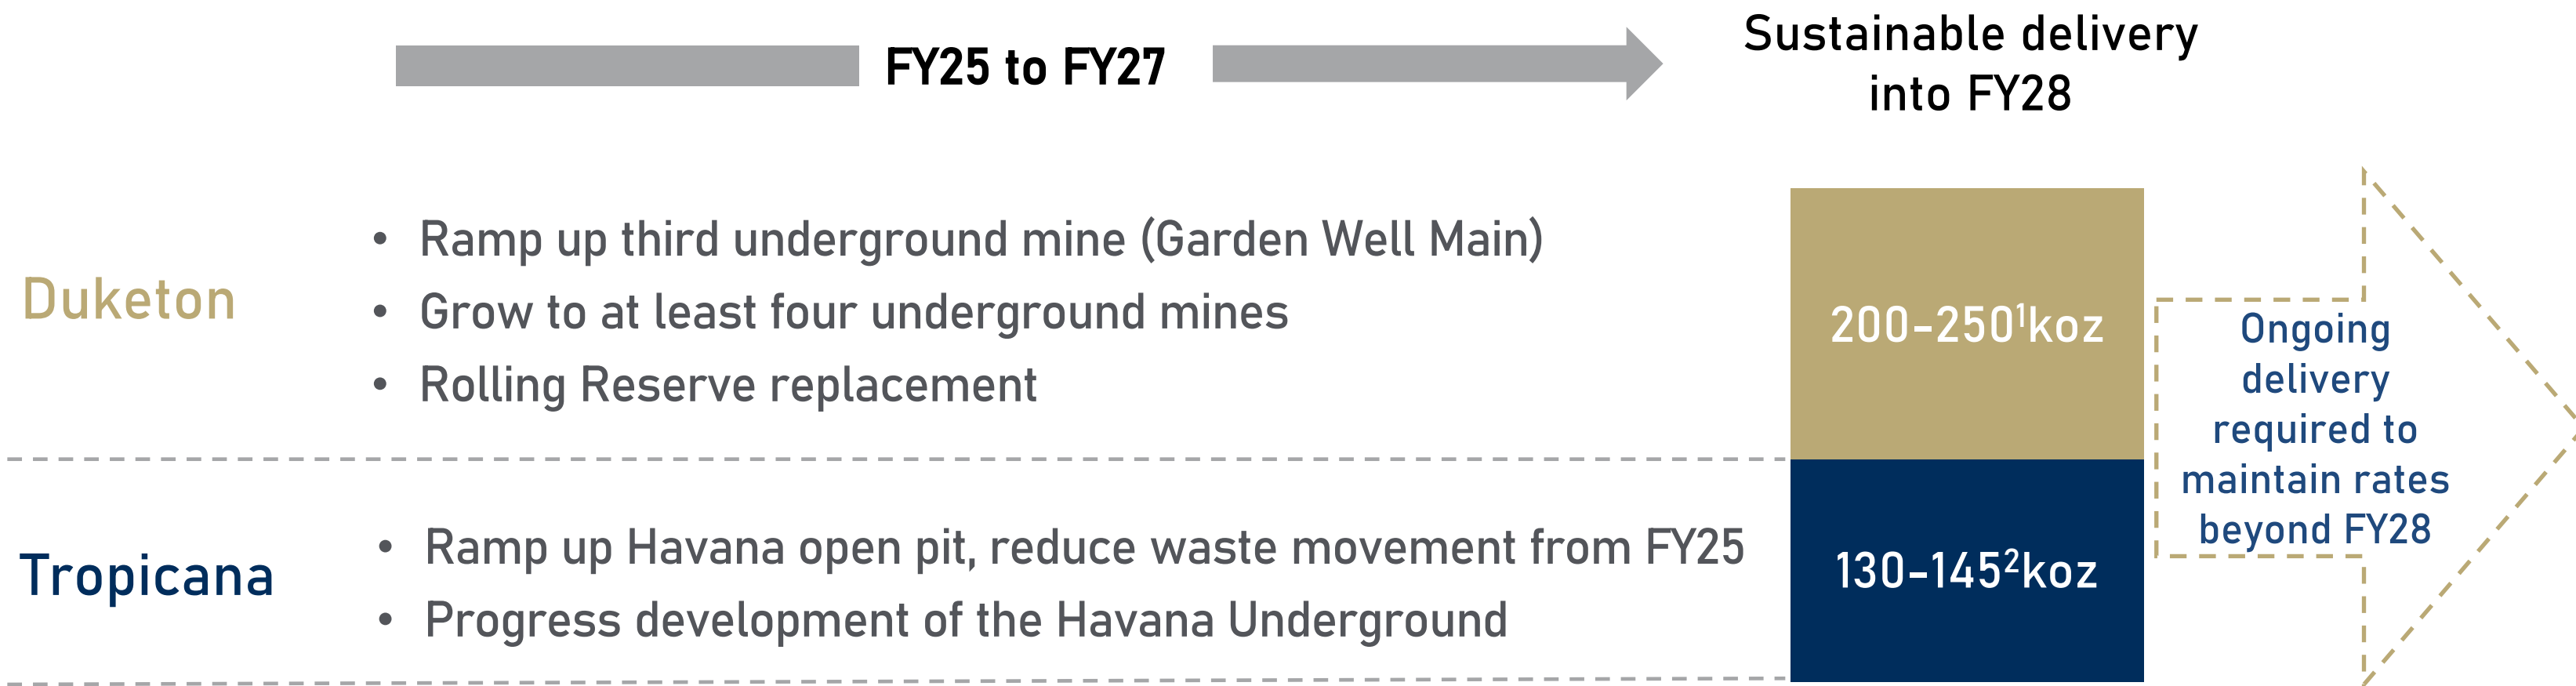 FY25 to FY27
Sustainable delivery
into FY28
Duketon
• Ramp up third underground mine (Garden Well Main)
• Grow to at least four underground mines
• Rolling Reserve replacement
200-250¹koz
Tropicana
• Ramp up Havana open pit, reduce waste movement from FY25
• Progress development of the Havana Underground
130-145²koz
Ongoing
delivery
required to
maintain rates
beyond FY28